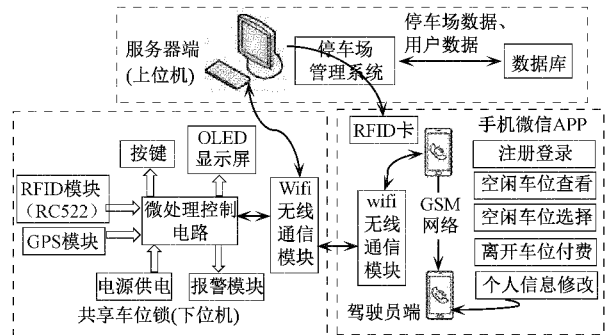 服务器端
(上位机)
停车场
管理系统
停车场数据、
用户数据
数据库
按键
OLED
显示屏
RFID模块
(RC522)
GPS模块
微处理控制
电路
电源供电
报警模块
共享车位锁(下位机)
Wifi
无线
通信
模块
RFID卡
wifi
无线
通信
模块
GSM
网络
驾驶员端
手机微信APP
注册登录
空闲车位查看
空闲车位选择
离开车位付费
个人信息修改